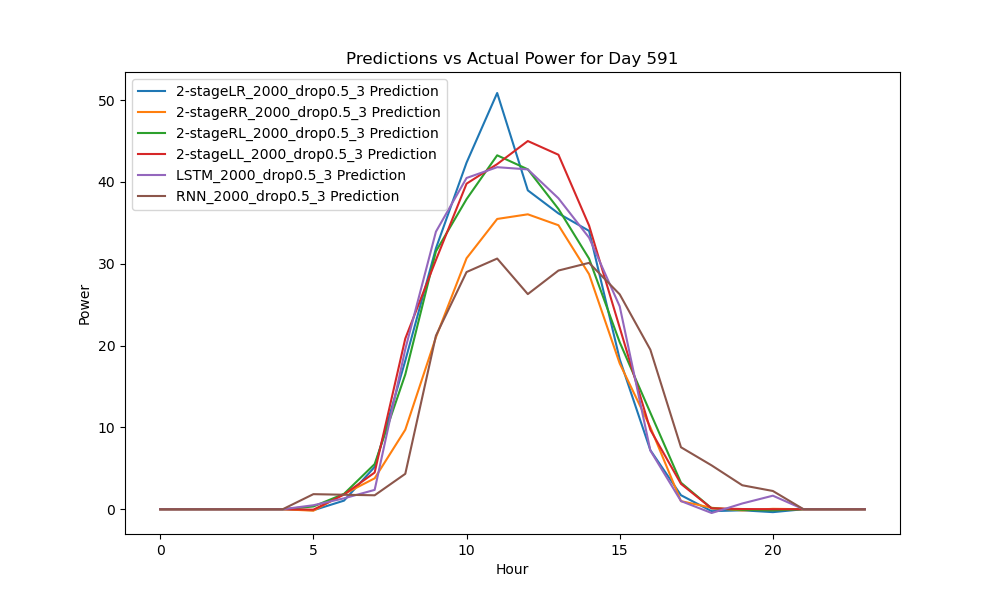 Predictions vs Actual Power for Day 591
2-stageLR_2000_drop0.5_3 Prediction
2-stageRR_2000_drop0.5_3 Prediction
2-stageRL_2000_drop0.5_3 Prediction
2-stageLL_2000_drop0.5_3 Prediction
LSTM_2000_drop0.5_3 Prediction
RNN_2000_drop0.5_3 Prediction
50
40
30
20
10
0
Power
0 5 10 15 20
Hour